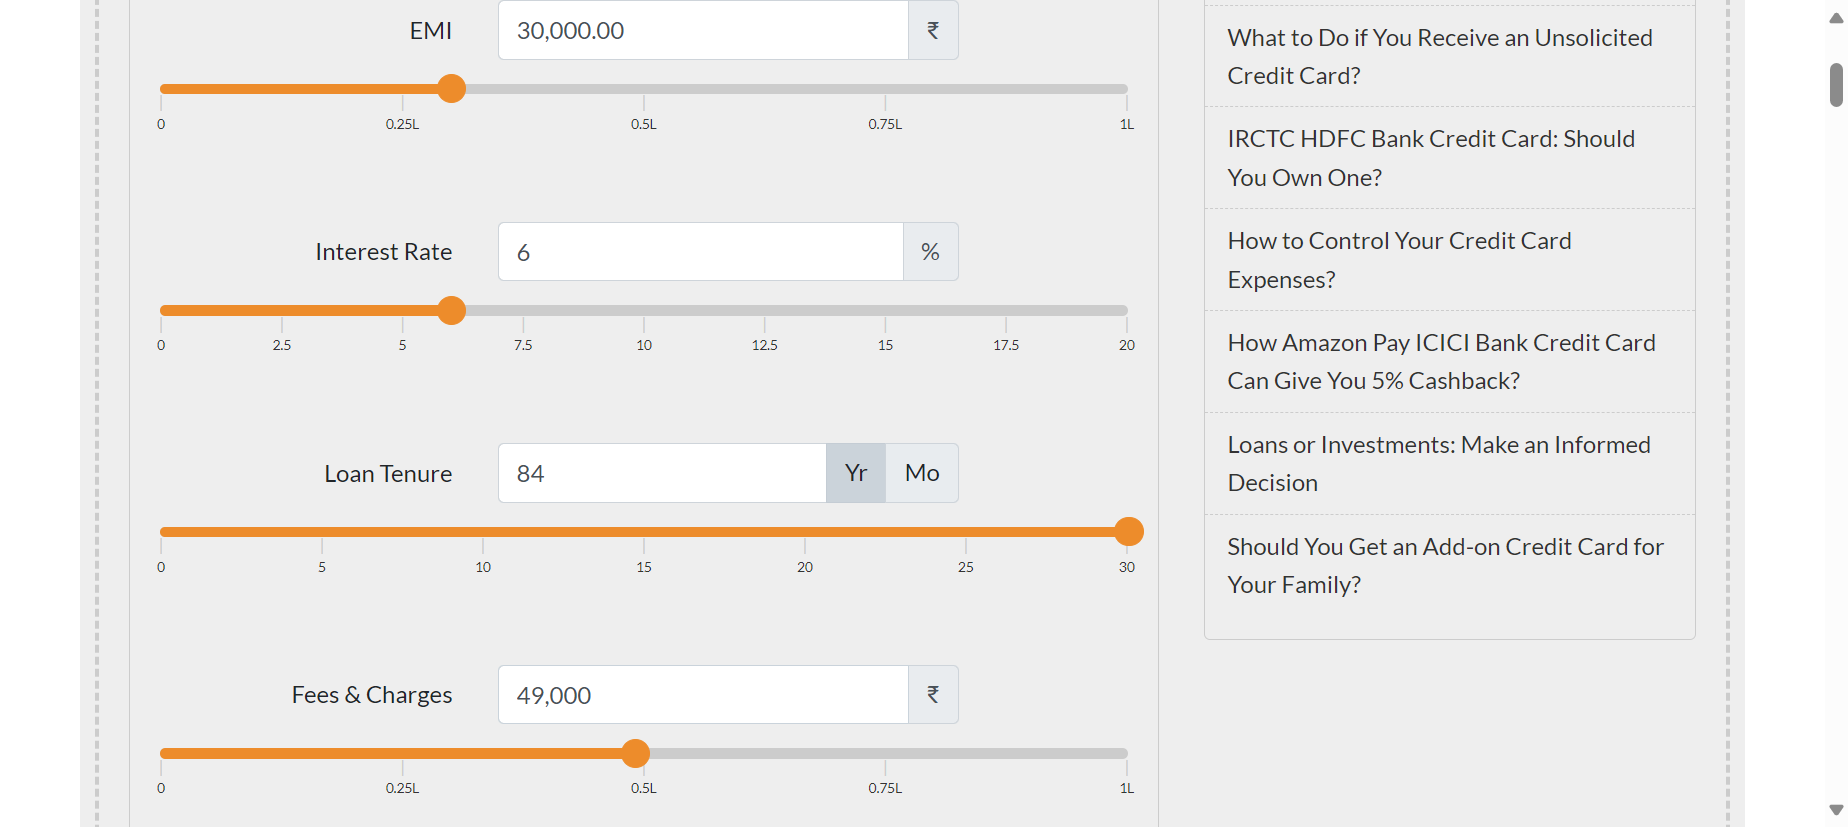 EMI
30,000.00 ₹
0 0.25L 0.5L 0.75L 1L
Interest Rate
6 %
0 2.5 5 7.5 10 12.5 15 17.5 20
Loan Tenure
84 Yr Mo
0 5 10 15 20 25 30
Fees & Charges
49,000 ₹
0 0.25L 0.5L 0.75L 1L
What to Do if You Receive an Unsolicited
Credit Card?
IRCTC HDFC Bank Credit Card: Should
You Own One?
How to Control Your Credit Card
Expenses?
How Amazon Pay ICICI Bank Credit Card
Can Give You 5% Cashback?
Loans or Investments: Make an Informed
Decision
Should You Get an Add-on Credit Card for
Your Family?